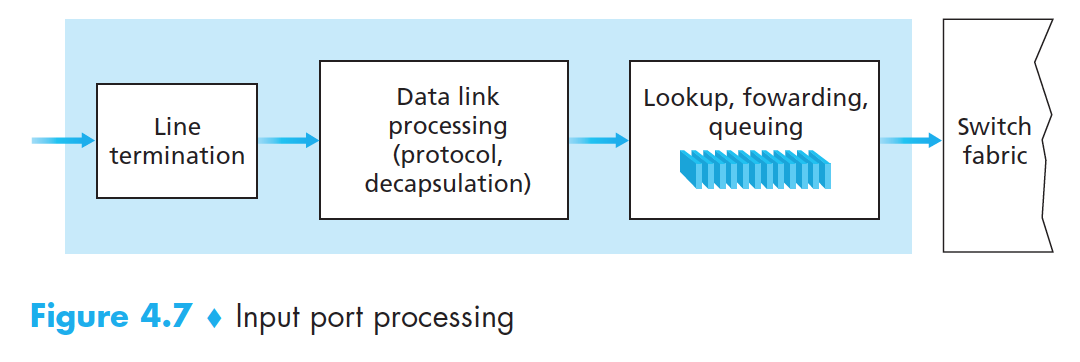 Line
termination
Data link
processing
(protocol,
decapsulation)
Lookup, fowarding,
queuing
Switch
fabric
Figure 4.7 ♦ Input port processing